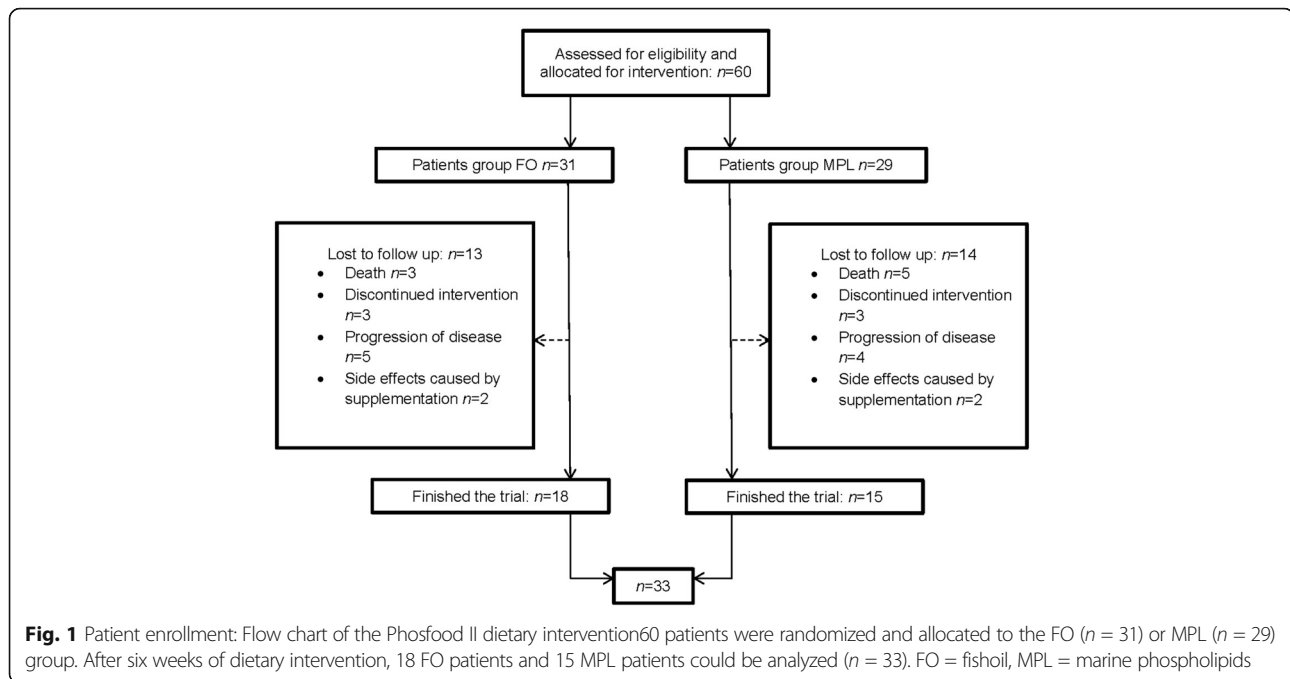 Assessed for eligibility and
allocated for intervention: n=60
Patients group FO n=31
Patients group MPL n=29
Lost to follow up: n=13
• Death n=3
• Discontinued intervention
n=3
• Progression of disease
n=5
• Side effects caused by
supplementation n=2
Lost to follow up: n=14
• Death n=5
• Discontinued intervention
n=3
• Progression of disease
n=4
• Side effects caused by
supplementation n=2
Finished the trial: n=18
Finished the trial: n=15
n=33
Fig. 1 Patient enrollment: Flow chart of the Phosfood II dietary intervention60 patients were randomized and allocated to the FO (n = 31) or MPL (n = 29)
group. After six weeks of dietary intervention, 18 FO patients and 15 MPL patients could be analyzed (n = 33). FO = fishoil, MPL = marine phospholipids